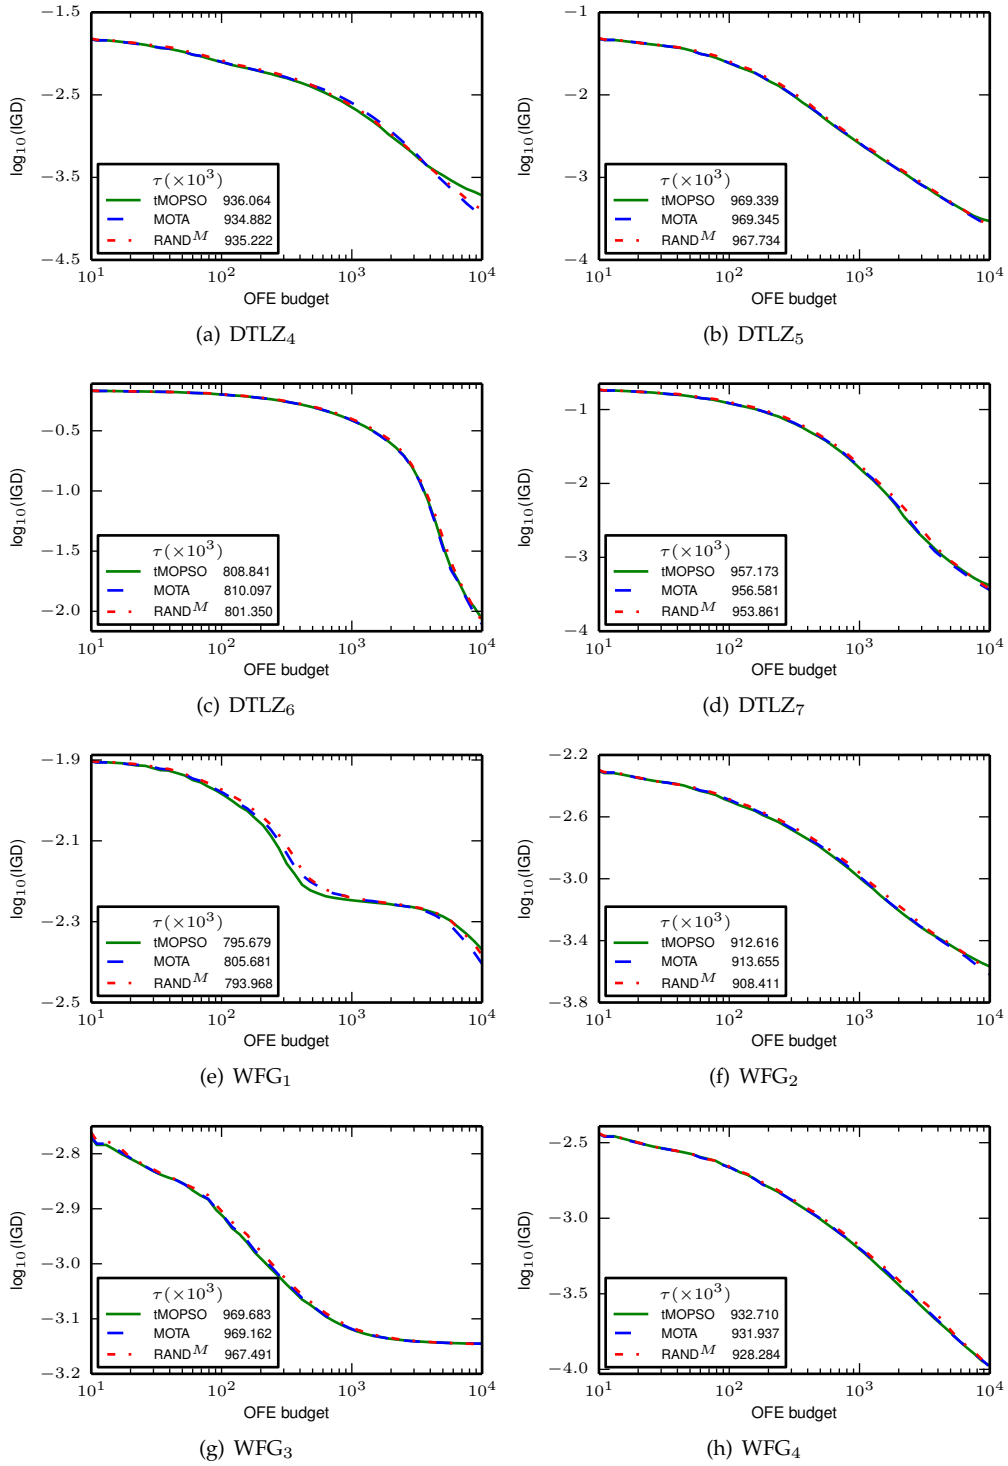 −1.5
−2.5
−3.5
−4.5
log10(IGD)
τ(×10^3)
tMOPSO 936.064
MOTA 934.882
RAND^M 935.222
10^1 10^2 10^3 10^4
OFE budget
(a) DTLZ4
−1
−2
−3
−4
log10(IGD)
τ(×10^3)
tMOPSO 969.339
MOTA 969.345
RAND^M 967.734
10^1 10^2 10^3 10^4
OFE budget
(b) DTLZ5
−0.5
−1.0
−1.5
−2.0
log10(IGD)
τ(×10^3)
tMOPSO 808.841
MOTA 810.097
RAND^M 801.350
10^1 10^2 10^3 10^4
OFE budget
(c) DTLZ6
−1
−2
−3
−4
log10(IGD)
τ(×10^3)
tMOPSO 957.173
MOTA 956.581
RAND^M 953.861
10^1 10^2 10^3 10^4
OFE budget
(d) DTLZ7
−1.9
−2.1
−2.3
−2.5
log10(IGD)
τ(×10^3)
tMOPSO 795.679
MOTA 805.681
RAND^M 793.968
10^1 10^2 10^3 10^4
OFE budget
(e) WFG1
−2.2
−2.6
−3.0
−3.4
−3.8
log10(IGD)
τ(×10^3)
tMOPSO 912.616
MOTA 913.655
RAND^M 908.411
10^1 10^2 10^3 10^4
OFE budget
(f) WFG2
−2.8
−2.9
−3.0
−3.1
−3.2
log10(IGD)
τ(×10^3)
tMOPSO 969.683
MOTA 969.162
RAND^M 967.491
10^1 10^2 10^3 10^4
OFE budget
(g) WFG3
−2.5
−3.0
−3.5
−4.0
log10(IGD)
τ(×10^3)
tMOPSO 932.710
MOTA 931.937
RAND^M 928.284
10^1 10^2 10^3 10^4
OFE budget
(h) WFG4